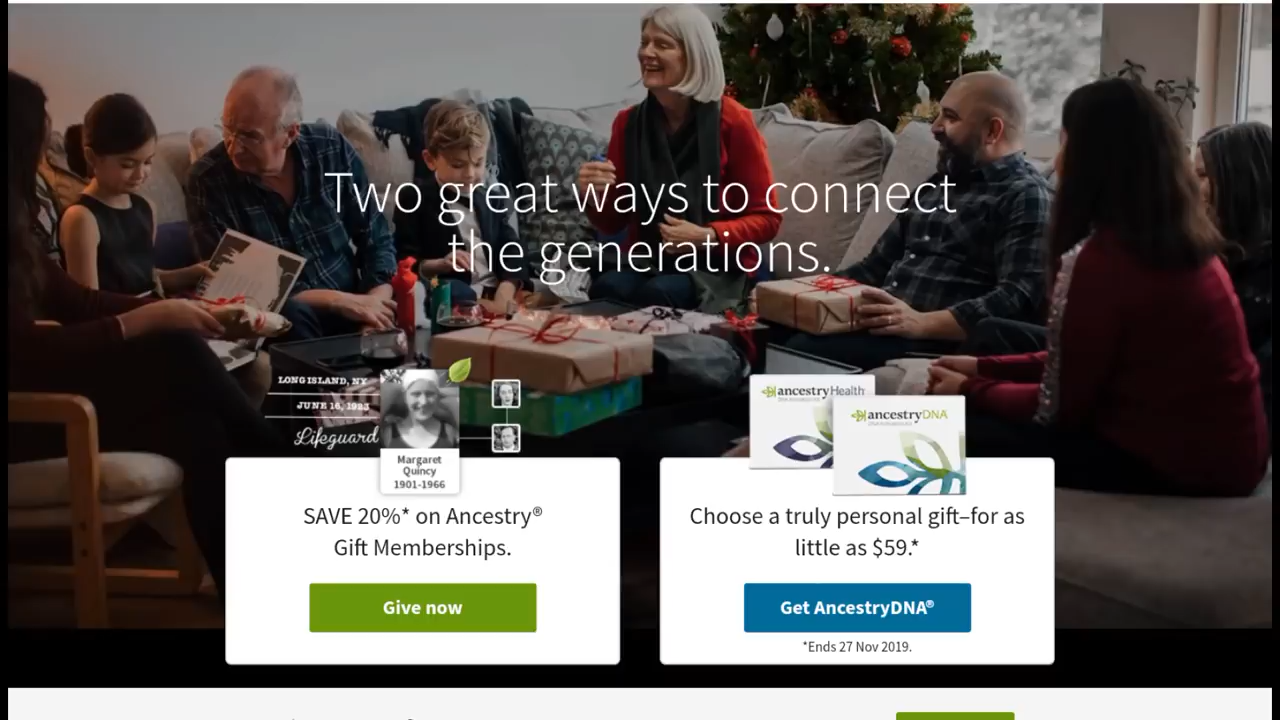 Two great ways to connect
the generations.
LONG ISLAND, NY
JUNE 16, 1923
Lifeguard
Margaret
Quincy
1901-1966
ancestryHealth
ancestryDNA
SAVE 20%* on Ancestry®
Gift Memberships.
Give now
Choose a truly personal gift–for as
little as $59.*
Get AncestryDNA®
*Ends 27 Nov 2019.